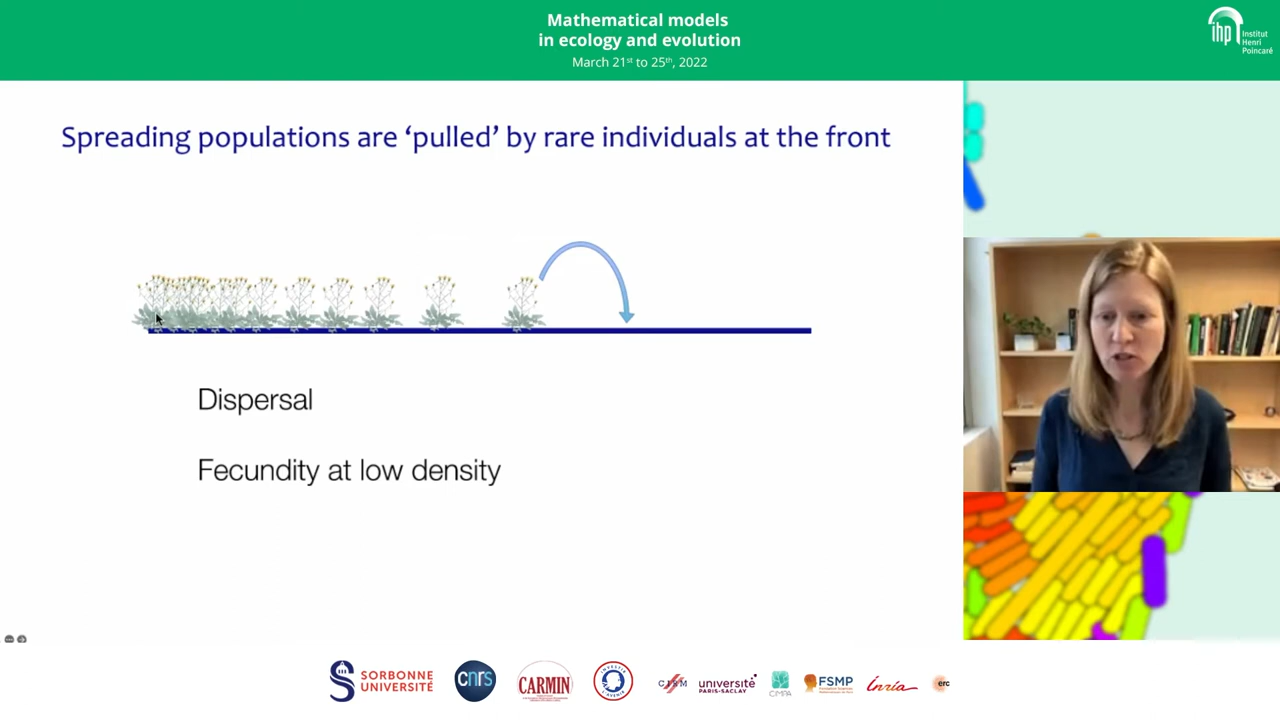 Mathematical models
in ecology and evolution
March 21st to 25th, 2022
ihp
Institut
Henri
Poincaré
Spreading populations are ‘pulled’ by rare individuals at the front
Dispersal
Fecundity at low density
SORBONNE
UNIVERSITÉ
cnrs
CARMIN
université
PARIS-SACLAY
FSMP
Inria
erc